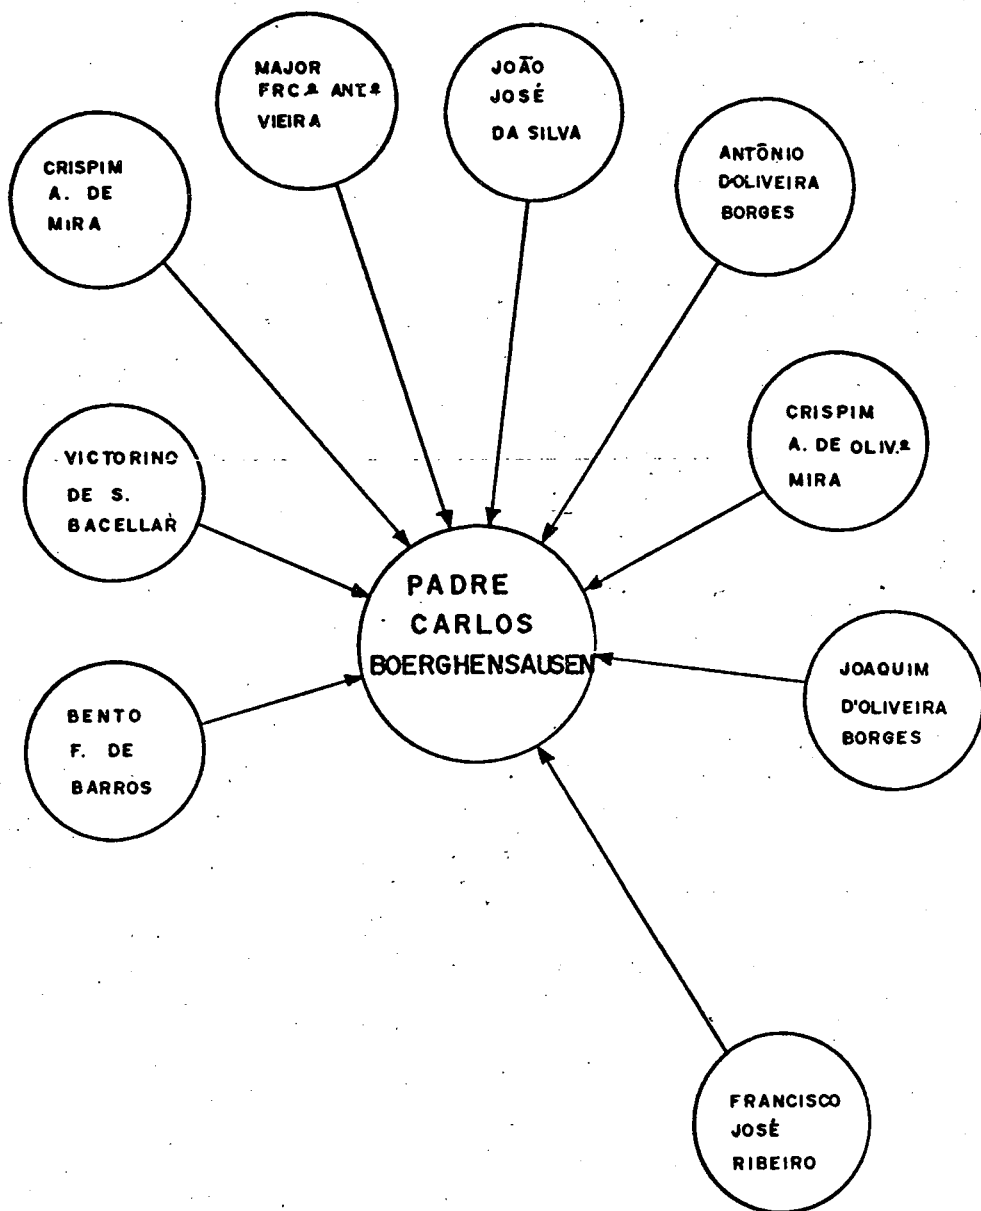 MAJOR
FRC.º ANT.º
VIEIRA
JOÃO
JOSÉ
DA SILVA
CRISPIM
A. DE
MIRA
ANTÔNIO
D'OLIVEIRA
BORGES
CRISPIM
A. DE OLIV.ª
MIRA
VICTORINO
DE S.
BACELLAR
PADRE
CARLOS
BOERGHENSAUSEN
JOAQUIM
D'OLIVEIRA
BORGES
BENTO
F. DE
BARROS
FRANCISCO
JOSÉ
RIBEIRO